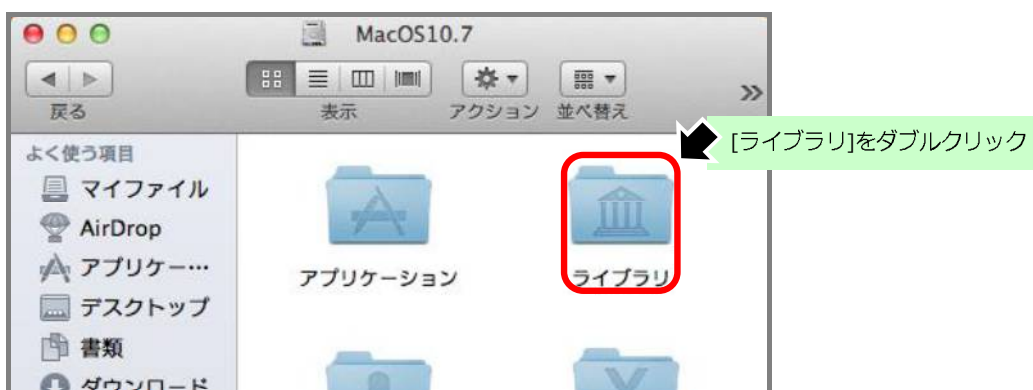 MacOS10.7
戻る
表示
アクション
並べ替え
[ライブラリ]をダブルクリック
よく使う項目
マイファイル
AirDrop
アプリケー…
デスクトップ
書類
ダウンロード
アプリケーション
ライブラリ